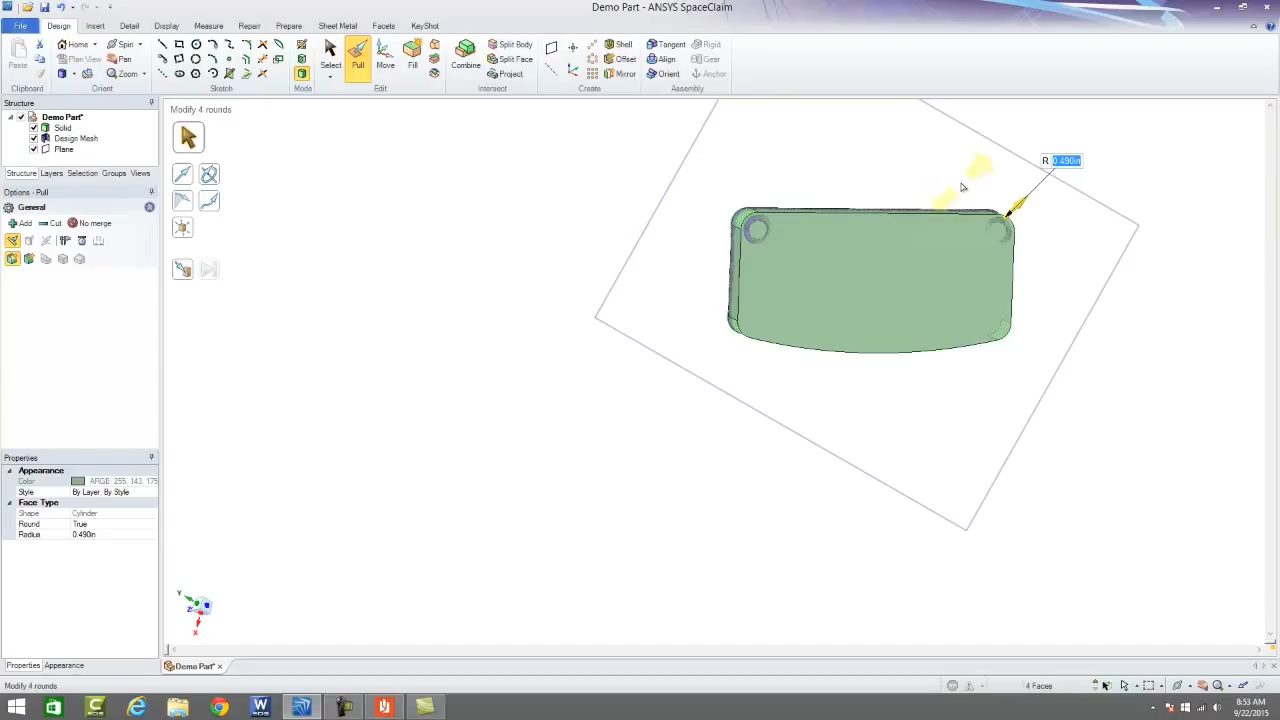 Demo Part - ANSYS SpaceClaim
File Design Insert Detail Display Measure Repair Prepare Sheet Metal Facets KeyShot
Paste
Home Spin
Plan View Pan
Zoom
Select Pull Move Fill
Combine
Split Body
Split Face
Project
Shell
Offset
Mirror
Tangent Rigid
Align Gear
Orient Anchor
Clipboard Orient Sketch Mode Edit Intersect Create Assembly
Structure
Demo Part*
Solid
Design Mesh
Plane
Structure Layers Selection Groups Views
Options - Pull
General
Add Cut No merge
Properties
Appearance
Color ARGB: 255, 143, 175
Style By Layer, By Style
Face Type
Shape Cylinder
Round True
Radius 0.490in
Properties Appearance
Modify 4 rounds
R 0.490in
Y
Z
X
Demo Part*
Modify 4 rounds
4 Faces
8:53 AM
9/22/2015